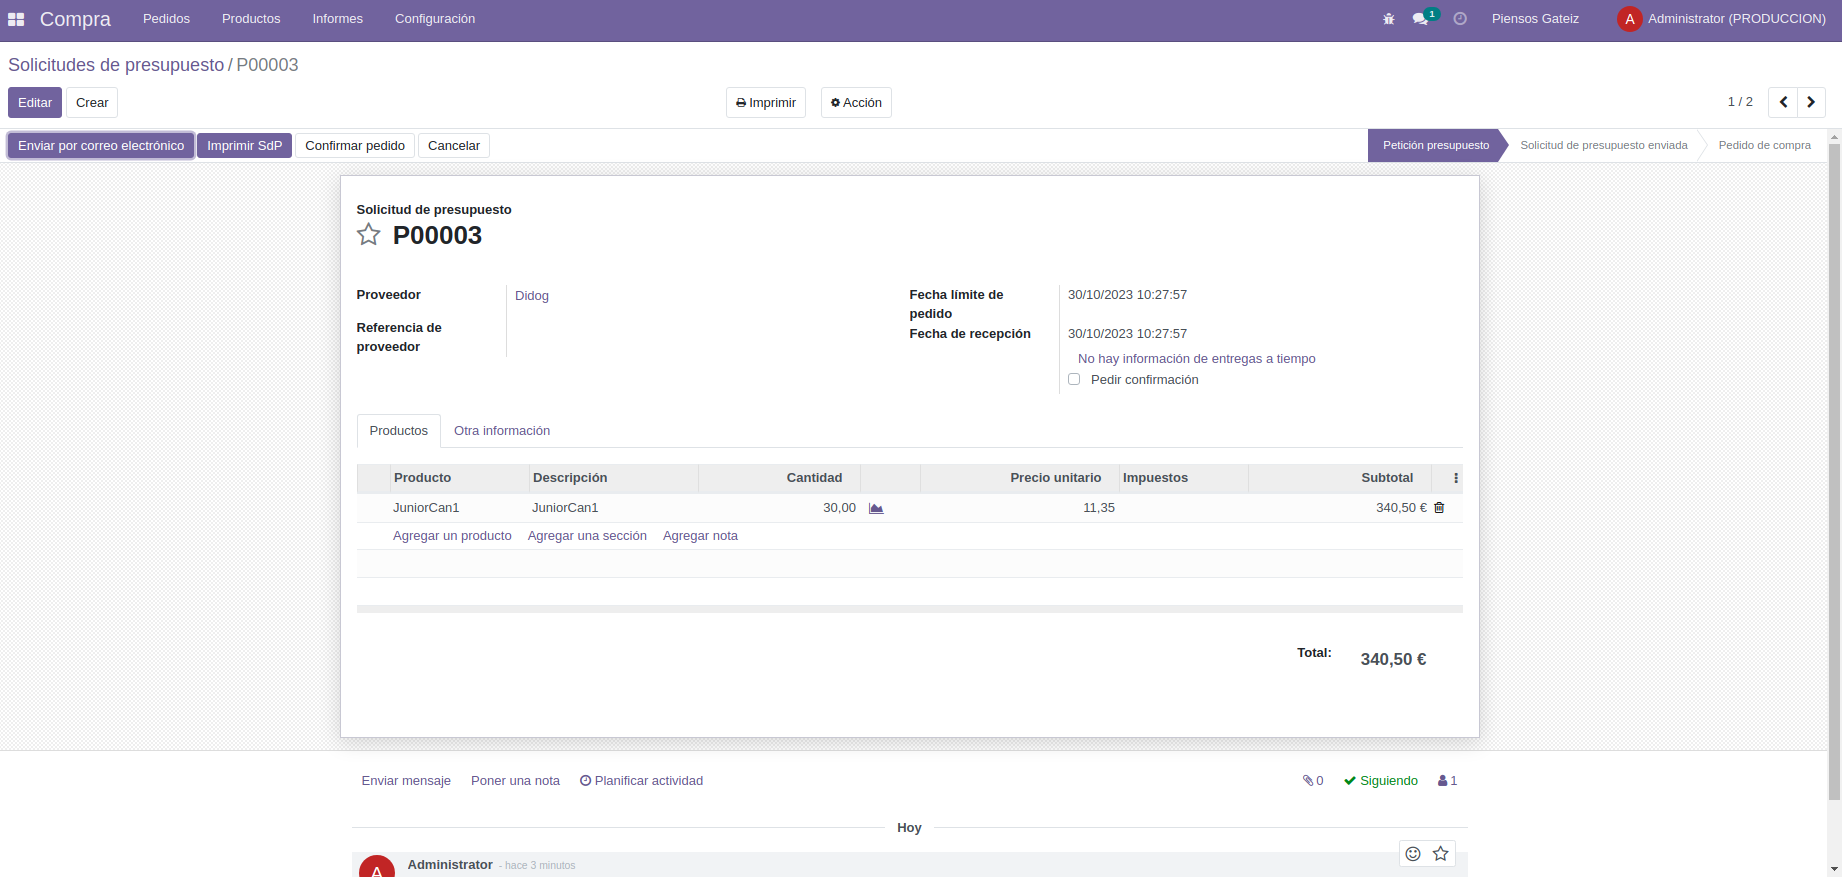 Compra Pedidos Productos Informes Configuración 1 Piensos Gateiz A Administrator (PRODUCCION)
Solicitudes de presupuesto / P00003
Editar Crear Imprimir Acción 1 / 2
Enviar por correo electrónico Imprimir SdP Confirmar pedido Cancelar Petición presupuesto Solicitud de presupuesto enviada Pedido de compra
Solicitud de presupuesto
P00003
Proveedor Didog
Referencia de
proveedor
Fecha límite de 30/10/2023 10:27:57
pedido
Fecha de recepción 30/10/2023 10:27:57
No hay información de entregas a tiempo
Pedir confirmación
Productos Otra información
Producto Descripción Cantidad Precio unitario Impuestos Subtotal
JuniorCan1 JuniorCan1 30,00 11,35 340,50 €
Agregar un producto Agregar una sección Agregar nota
Total: 340,50 €
Enviar mensaje Poner una nota Planificar actividad 0 Siguiendo 1
Hoy
A Administrator - hace 3 minutos